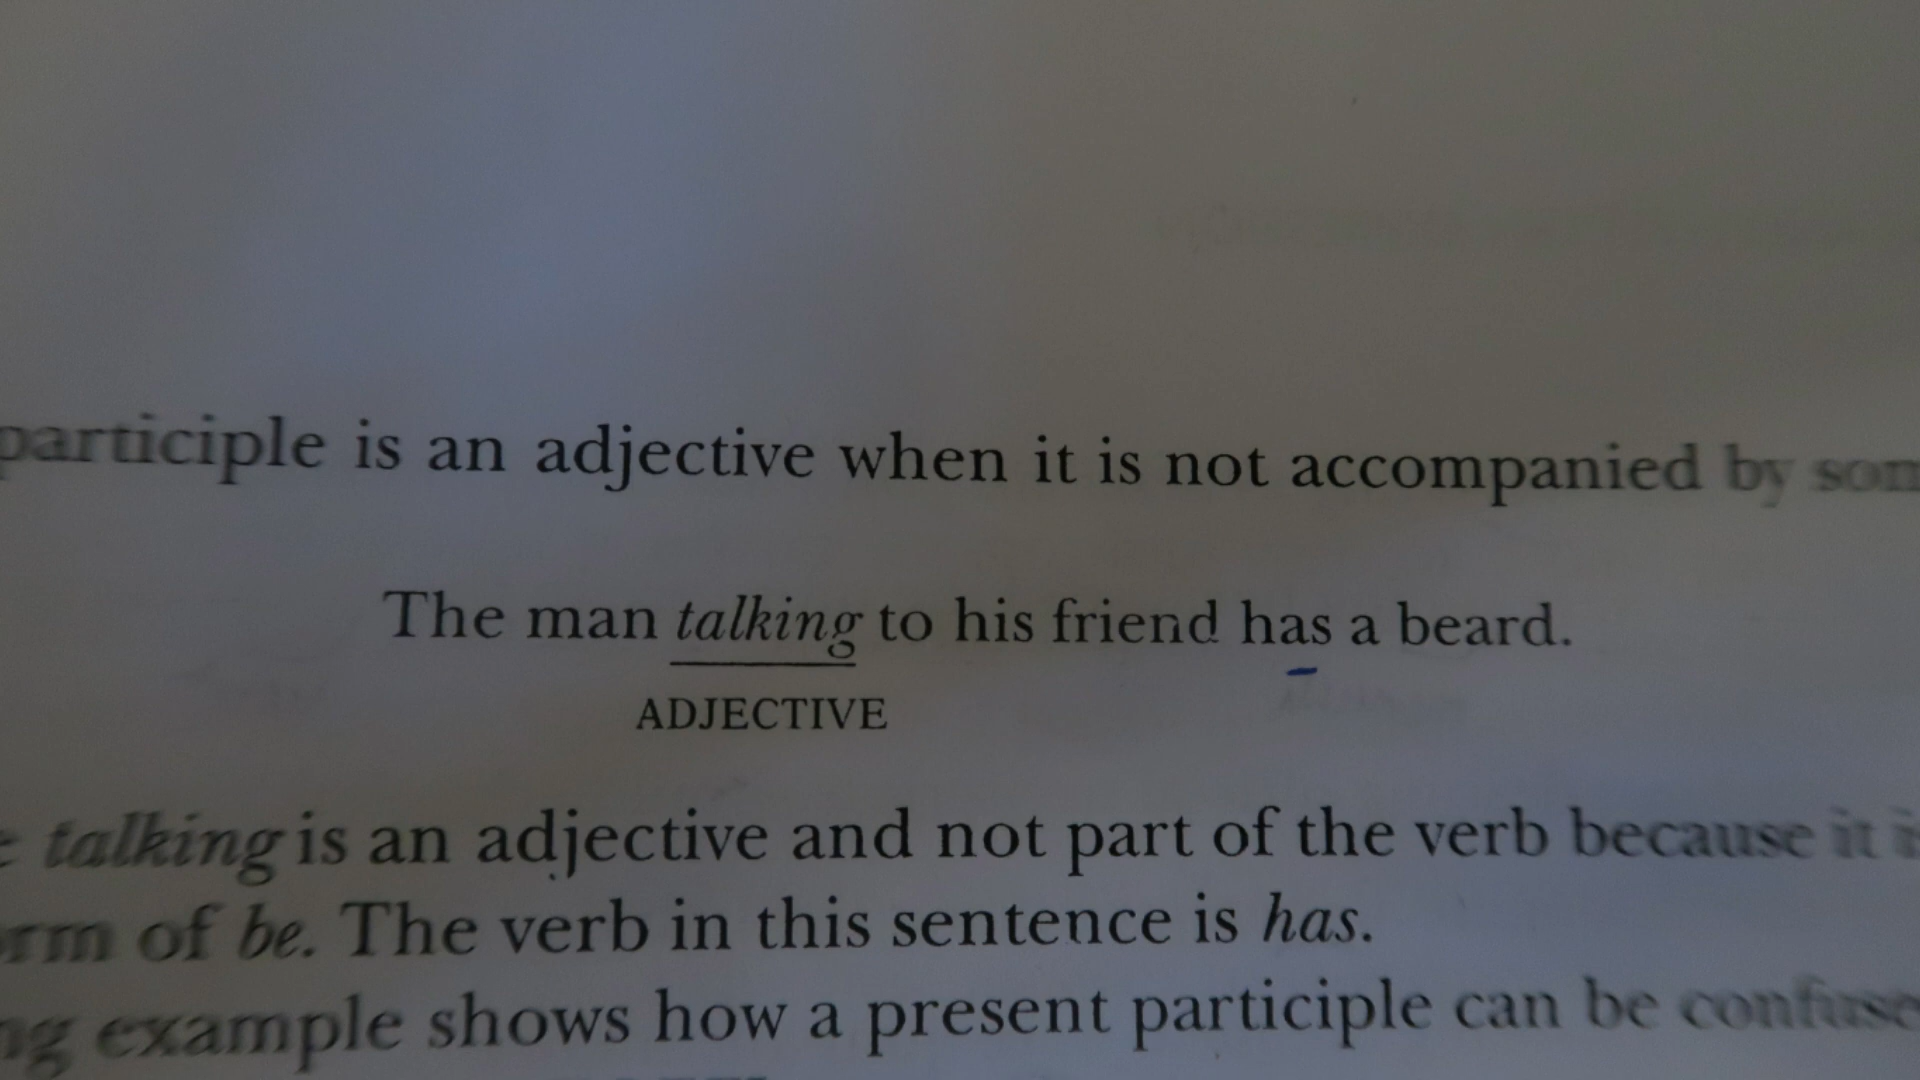 participle is an adjective when it is not accompanied by
The man talking to his friend has a beard.
ADJECTIVE
talking is an adjective and not part of the verb because it
of be. The verb in this sentence is has.
example shows how a present participle can be